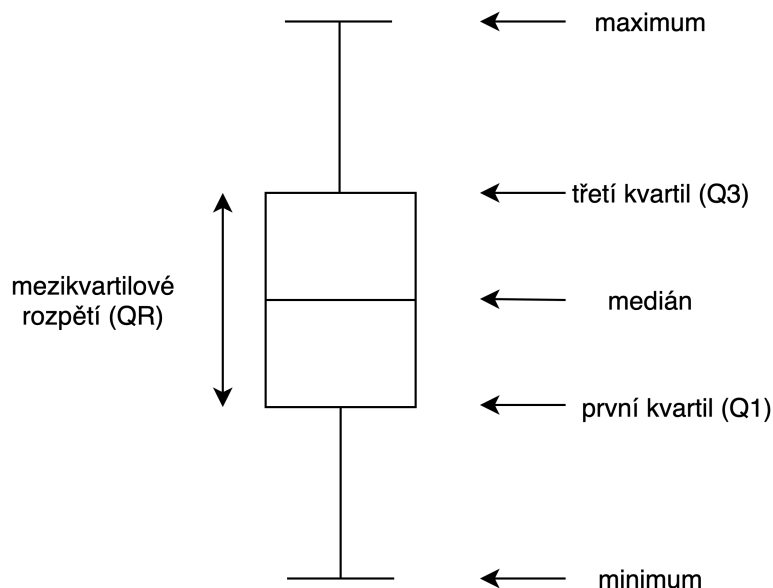 maximum
třetí kvartil (Q3)
mezikvartilové
rozpětí (QR)
medián
první kvartil (Q1)
minimum